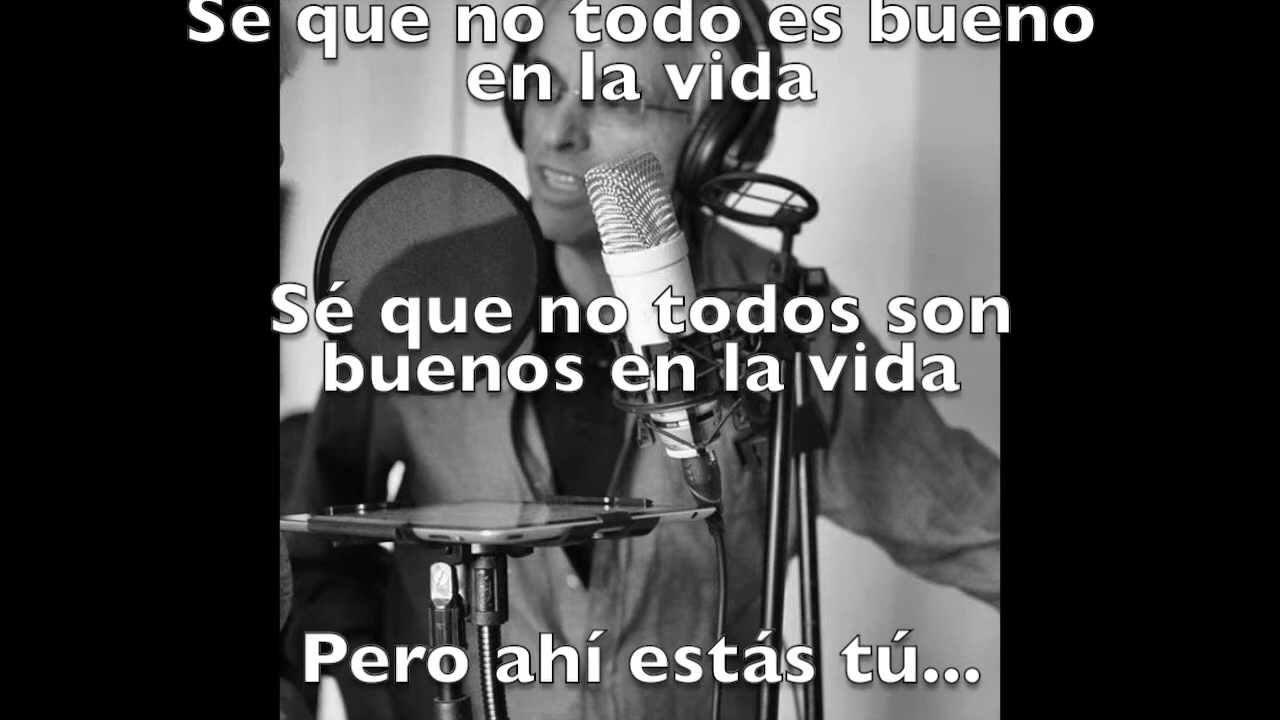 Sé que no todo es bueno
en la vida
Sé que no todos son
buenos en la vida
Pero ahí estás tú...